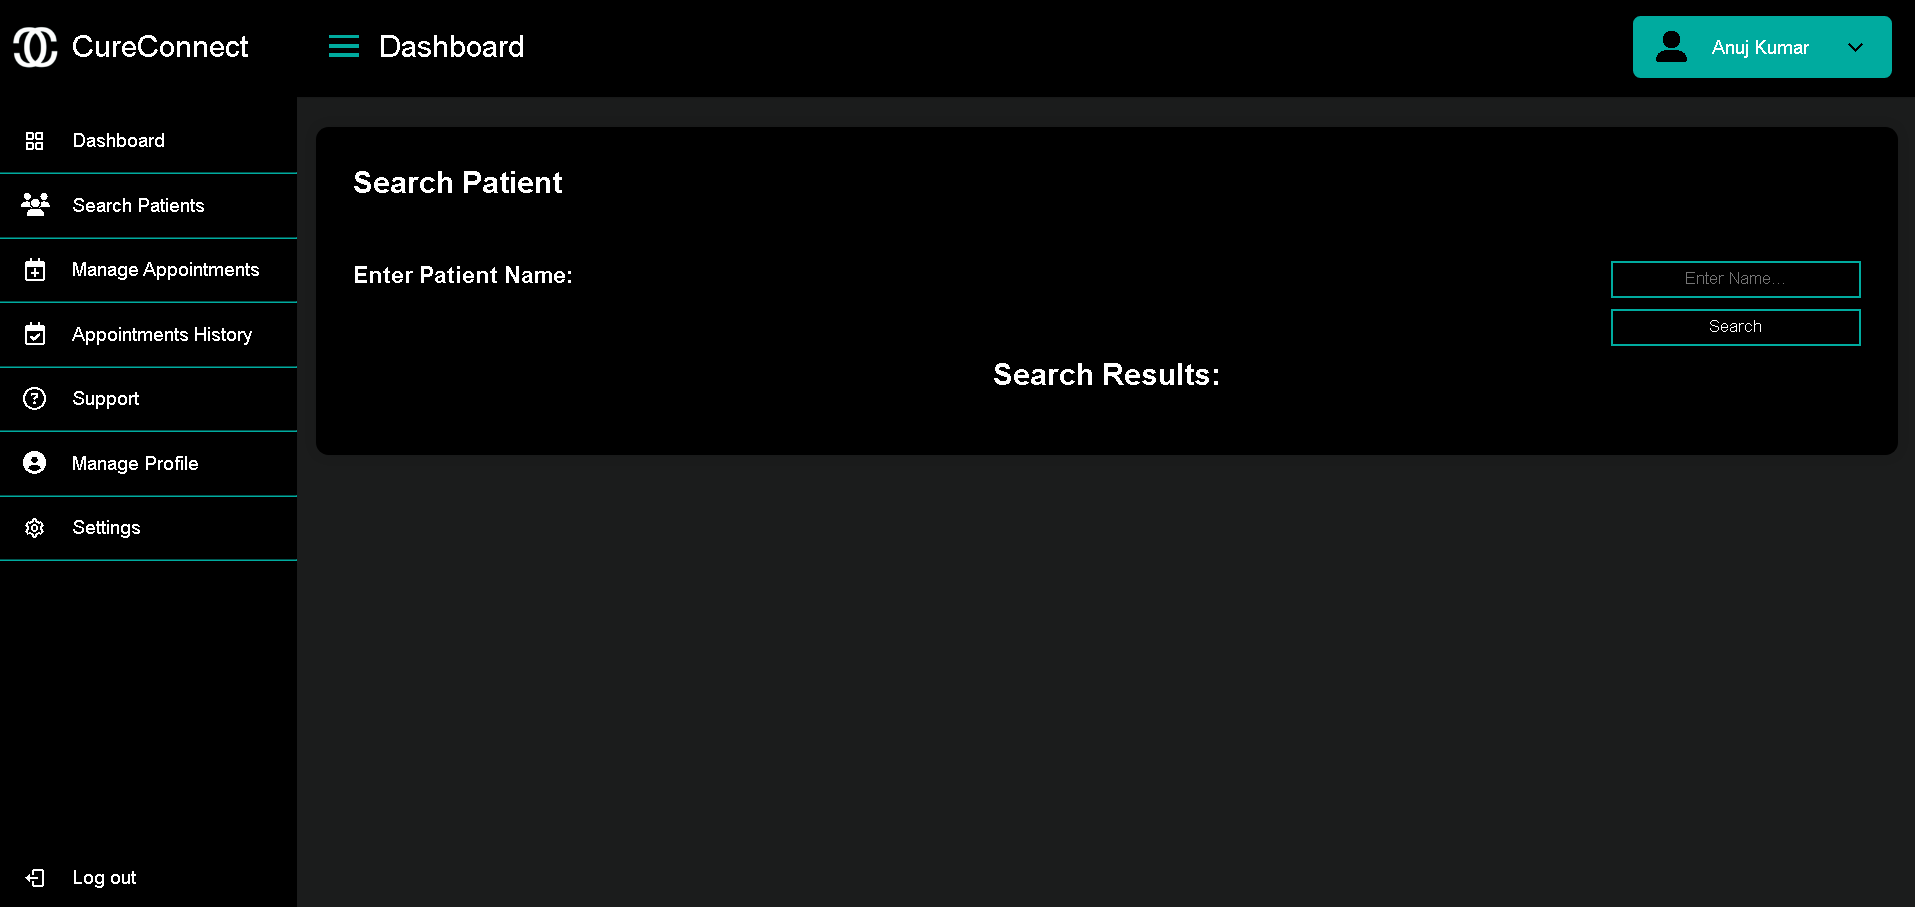 CureConnect
Dashboard
Anuj Kumar
Dashboard
Search Patients
Manage Appointments
Appointments History
Support
Manage Profile
Settings
Log out
Search Patient
Enter Patient Name:
Enter Name...
Search
Search Results: